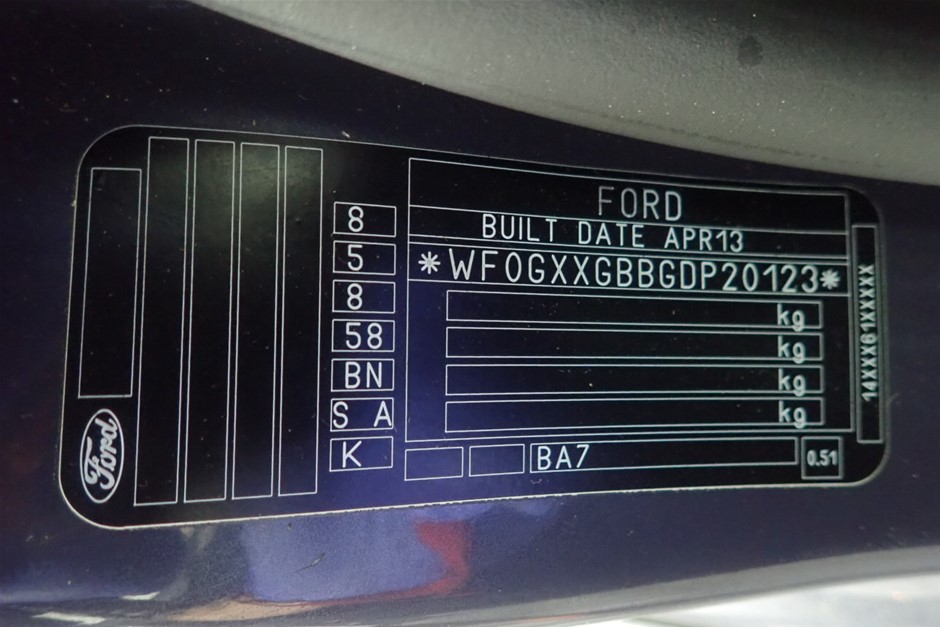 FORD
BUILT DATE APR13
*WF0GXXGBBGDP20123*
kg
kg
kg
kg
BA7
0.51
14XXX61XXXXX
8
5
8
58
BN
S A
K
Ford